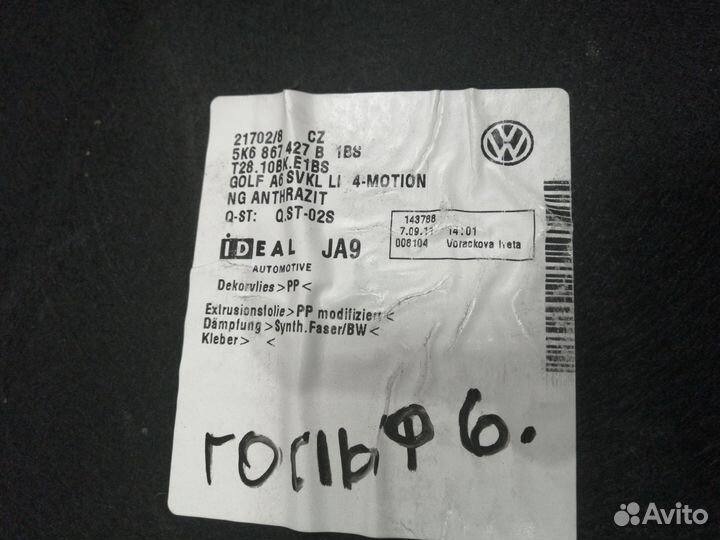 21702/8 CZ
5K6 867 427 B 1BS
T28.10BK.E1BS
GOLF A6 SVKL LI 4-MOTION
NG ANTHRAZIT
Q-ST: Q.ST-02S
143788
7.09.11 14:01
008104 Vorackova Iveta
iDEAL JA9
AUTOMOTIVE
Dekorvlies >PP<
Extrusionsfolie >PP modifiziert<
Dämpfung >Synth.Faser/BW<
Kleber> <
гольф 6.
Avito